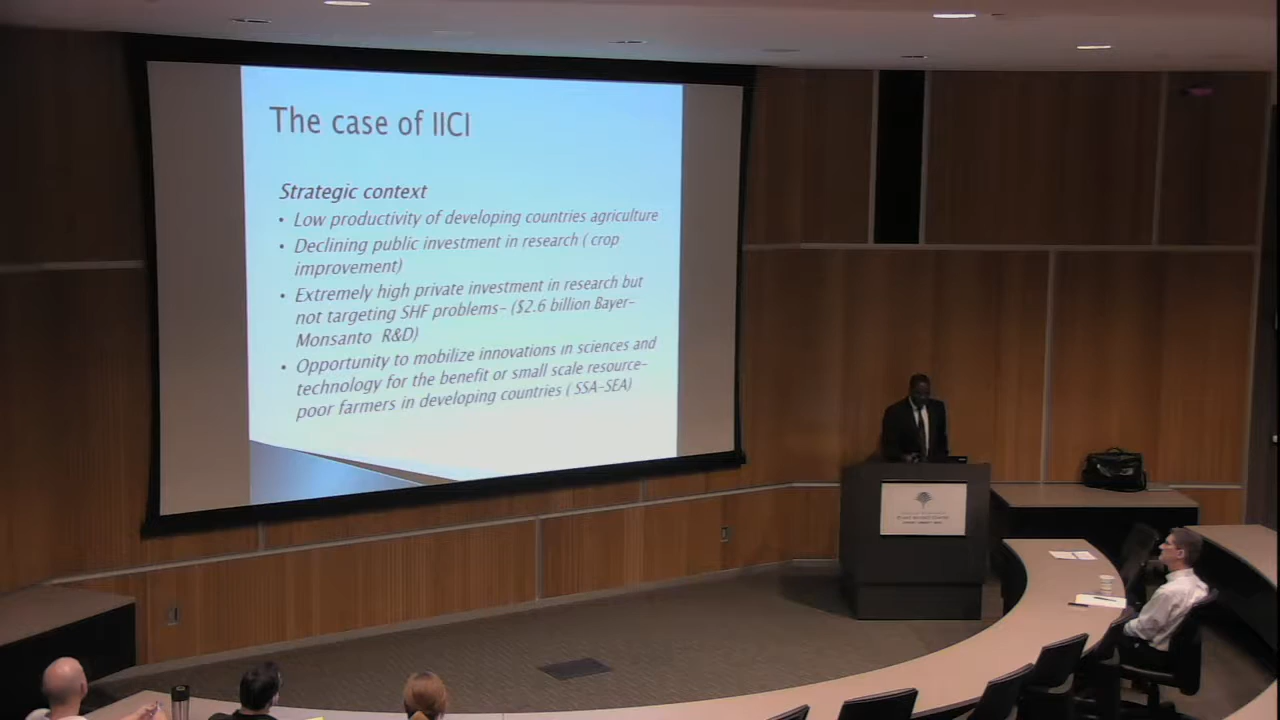 The case of IICI
Strategic context
• Low productivity of developing countries agriculture
• Declining public investment in research ( crop
improvement)
• Extremely high private investment in research but
not targeting SHF problems- ($2.6 billion Bayer-
Monsanto R&D)
• Opportunity to mobilize innovations in sciences and
technology for the benefit or small scale resource-
poor farmers in developing countries ( SSA-SEA)